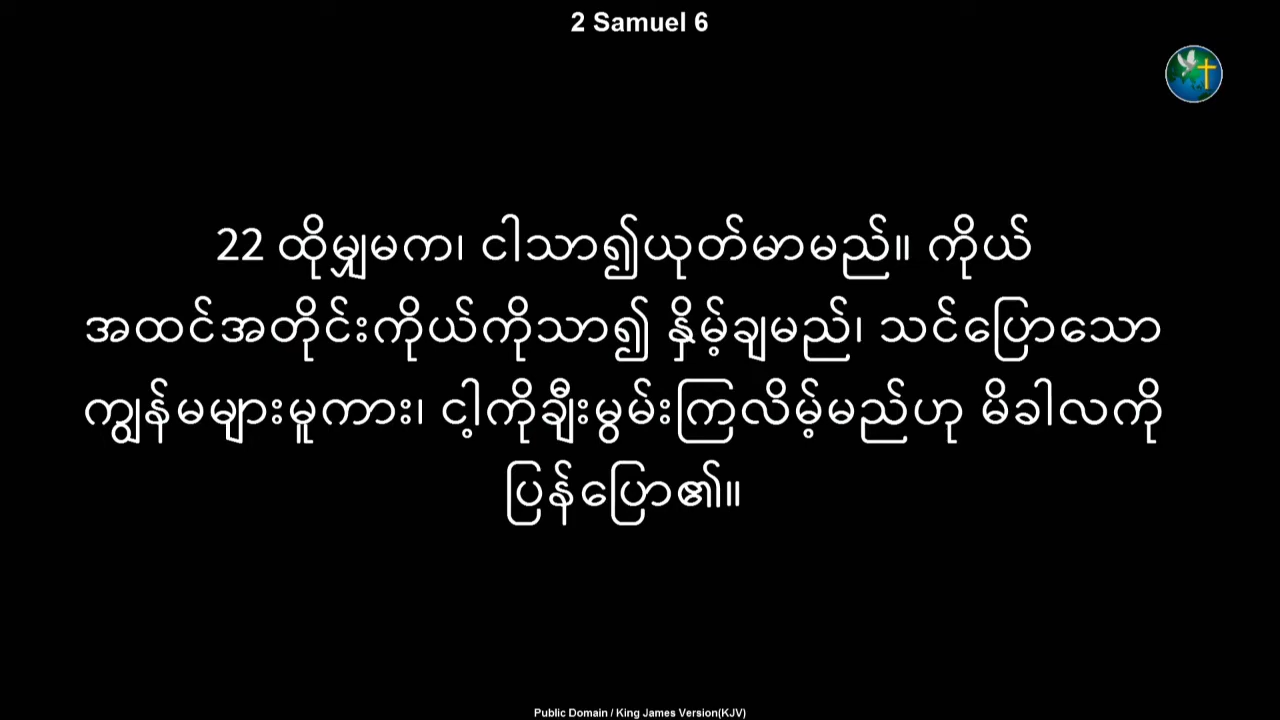 2 Samuel 6
22 ထိုမျှမက၊ ငါသာ၍ယုတ်မာမည်။ ကိုယ်
အထင်အတိုင်းကိုယ်ကိုသာ၍ နှိမ့်ချမည်၊ သင်ပြောသော
ကျွန်မများမူကား၊ ငါ့ကိုချီးမွမ်းကြလိမ့်မည်ဟု မိခါလကို
ပြန်ပြော၏။
Public Domain / King James Version(KJV)